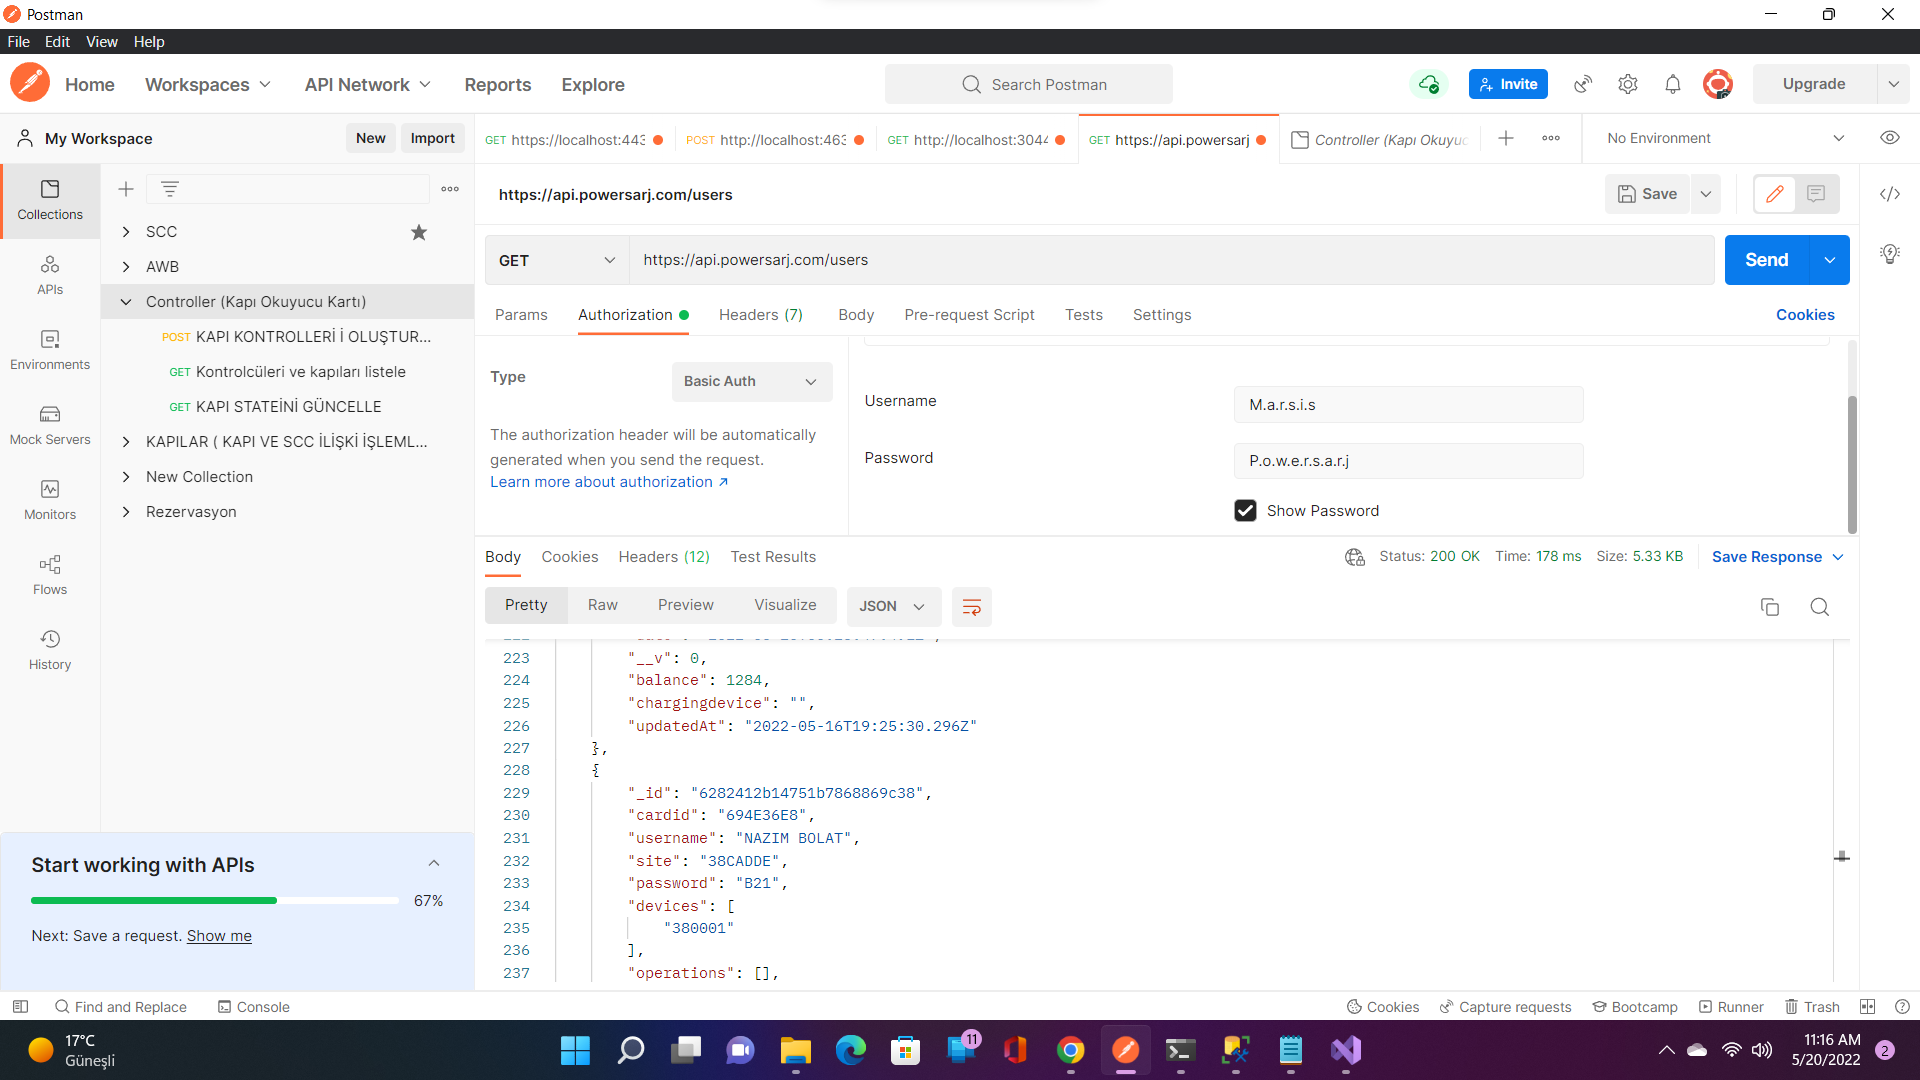 Postman
File Edit View Help
Home Workspaces API Network Reports Explore Search Postman Invite Upgrade
My Workspace New Import
GET https://localhost:443 POST http://localhost:463 GET http://localhost:3044 GET https://api.powersarj Controller (Kapı Okuyuc No Environment
Collections
APIs
Environments
Mock Servers
Monitors
Flows
History
SCC
AWB
Controller (Kapı Okuyucu Kartı)
POST KAPI KONTROLLERİ İ OLUŞTUR...
GET Kontrolcüleri ve kapıları listele
GET KAPI STATEİNİ GÜNCELLE
KAPILAR ( KAPI VE SCC İLİŞKİ İŞLEML...
New Collection
Rezervasyon
Start working with APIs
67%
Next: Save a request. Show me
https://api.powersarj.com/users Save
GET https://api.powersarj.com/users Send
Params Authorization Headers (7) Body Pre-request Script Tests Settings Cookies
Type Basic Auth
The authorization header will be automatically
generated when you send the request.
Learn more about authorization
Username M.a.r.s.i.s
Password P.o.w.e.r.s.a.r.j
Show Password
Body Cookies Headers (12) Test Results Status: 200 OK Time: 178 ms Size: 5.33 KB Save Response
Pretty Raw Preview Visualize JSON
223 "__v": 0,
224 "balance": 1284,
225 "chargingdevice": "",
226 "updatedAt": "2022-05-16T19:25:30.296Z"
227 },
228 {
229 "_id": "6282412b14751b7868869c38",
230 "cardid": "694E36E8",
231 "username": "NAZIM BOLAT",
232 "site": "38CADDE",
233 "password": "B21",
234 "devices": [
235 "380001"
236 ],
237 "operations": [],
Find and Replace Console Cookies Capture requests Bootcamp Runner Trash
17°C
Güneşli
11
11:16 AM
5/20/2022
2